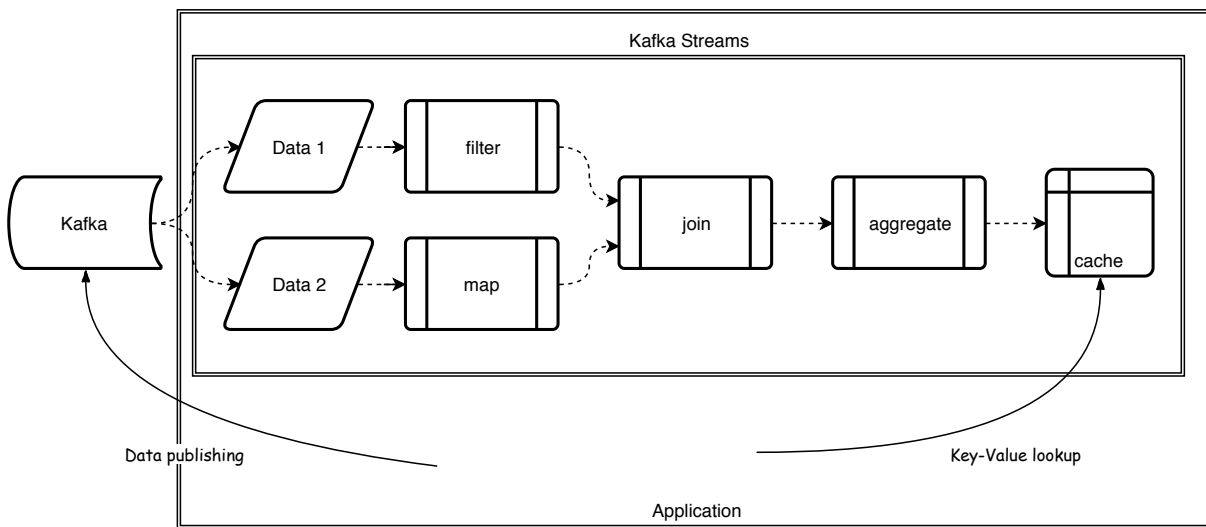 Kafka Streams
Data 1
filter
Kafka
join
aggregate
cache
Data 2
map
Data publishing
Key-Value lookup
Application